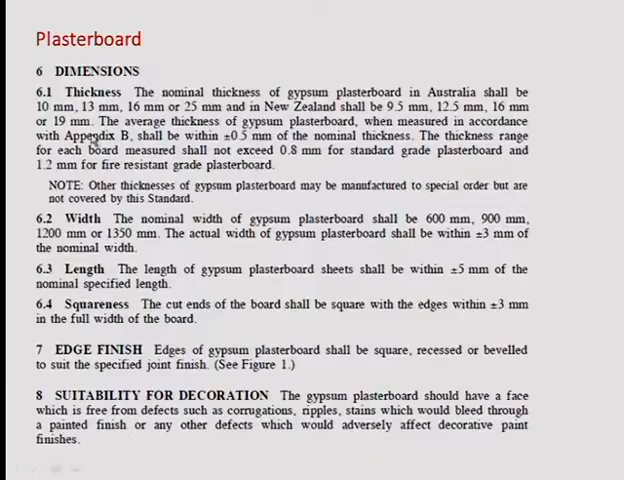 Plasterboard
6 DIMENSIONS
6.1 Thickness The nominal thickness of gypsum plasterboard in Australia shall be
10 mm, 13 mm, 16 mm or 25 mm and in New Zealand shall be 9.5 mm, 12.5 mm, 16 mm
or 19 mm. The average thickness of gypsum plasterboard, when measured in accordance
with Appendix B, shall be within ±0.5 mm of the nominal thickness. The thickness range
for each board measured shall not exceed 0.8 mm for standard grade plasterboard and
1.2 mm for fire resistant grade plasterboard.
NOTE: Other thicknesses of gypsum plasterboard may be manufactured to special order but are
not covered by this Standard.
6.2 Width The nominal width of gypsum plasterboard shall be 600 mm, 900 mm,
1200 mm or 1350 mm. The actual width of gypsum plasterboard shall be within ±3 mm of
the nominal width.
6.3 Length The length of gypsum plasterboard sheets shall be within ±5 mm of the
nominal specified length.
6.4 Squareness The cut ends of the board shall be square with the edges within ±3 mm
in the full width of the board.
7 EDGE FINISH Edges of gypsum plasterboard shall be square, recessed or bevelled
to suit the specified joint finish. (See Figure 1.)
8 SUITABILITY FOR DECORATION The gypsum plasterboard should have a face
which is free from defects such as corrugations, ripples, stains which would bleed through
a painted finish or any other defects which would adversely affect decorative paint
finishes.